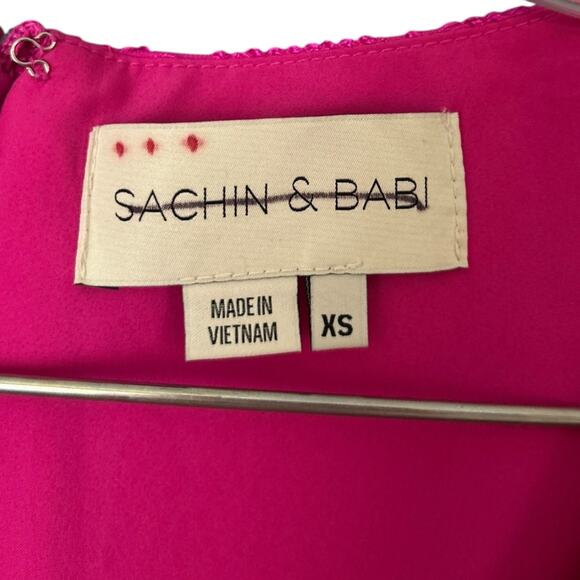 SACHIN & BABI
MADE IN
VIETNAM
XS